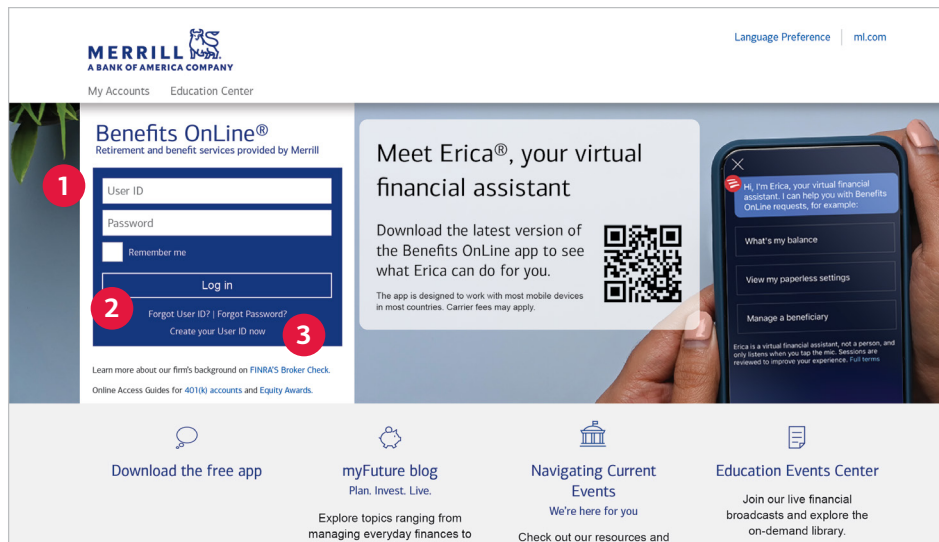 MERRILL
A BANK OF AMERICA COMPANY
Language Preference
ml.com
My Accounts
Education Center
Benefits OnLine®
Retirement and benefit services provided by Merrill
1
User ID
Password
Remember me
Log in
2
Forgot User ID? | Forgot Password?
Create your User ID now
3
Learn more about our firm's background on FINRA'S Broker Check.
Online Access Guides for 401(k) accounts and Equity Awards.
Meet Erica®, your virtual
financial assistant
Download the latest version of
the Benefits OnLine app to see
what Erica can do for you.
The app is designed to work with most mobile devices
in most countries. Carrier fees may apply.
Hi, I'm Erica, your virtual financial
assistant. I can help you with Benefits
OnLine requests, for example:
What's my balance
View my paperless settings
Manage a beneficiary
Erica is a virtual financial assistant, not a person, and
only listens when you tap the mic. Sessions are
reviewed to improve your experience. Full terms
Download the free app
myFuture blog
Plan. Invest. Live.
Explore topics ranging from
managing everyday finances to
Navigating Current
Events
We're here for you
Check out our resources and
Education Events Center
Join our live financial
broadcasts and explore the
on-demand library.